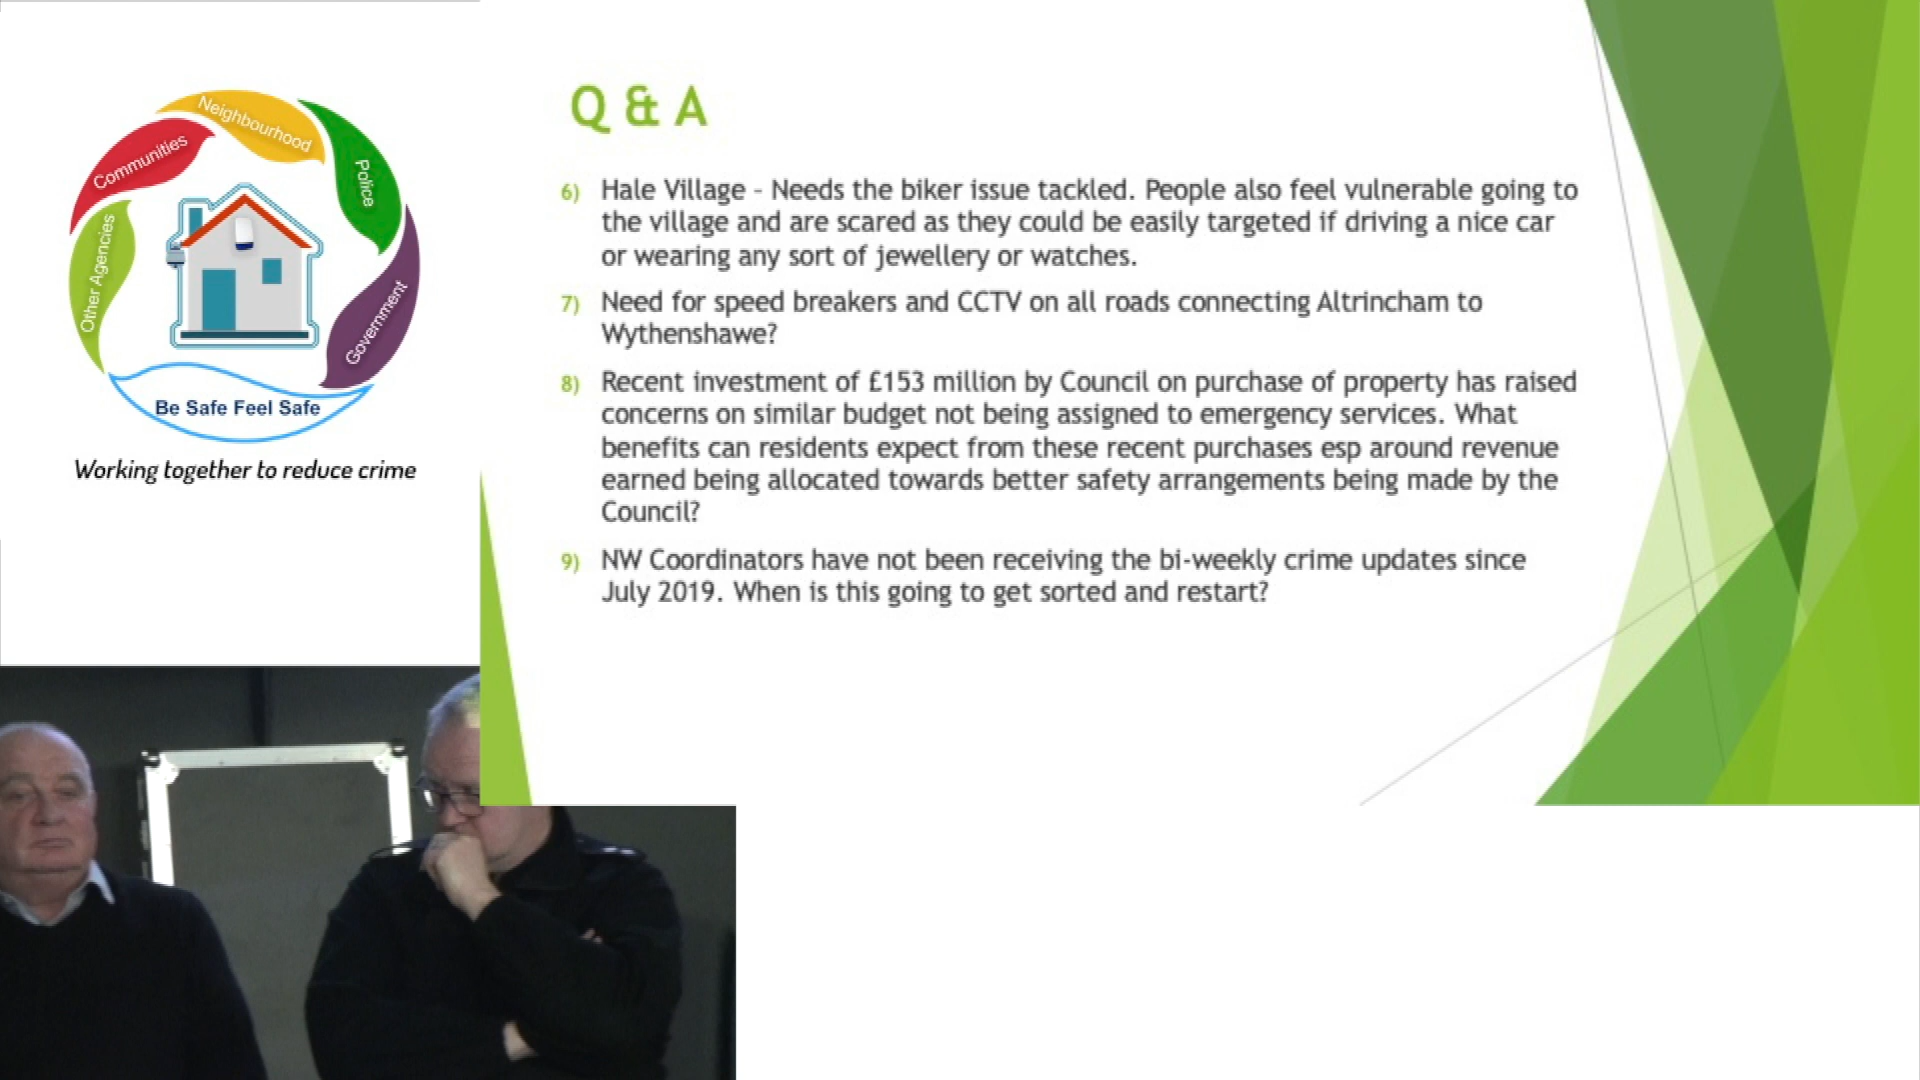 Neighbourhood
Communities
Police
Other Agencies
Government
Be Safe Feel Safe
Working together to reduce crime
Q & A
6) Hale Village - Needs the biker issue tackled. People also feel vulnerable going to
the village and are scared as they could be easily targeted if driving a nice car
or wearing any sort of jewellery or watches.
7) Need for speed breakers and CCTV on all roads connecting Altrincham to
Wythenshawe?
8) Recent investment of £153 million by Council on purchase of property has raised
concerns on similar budget not being assigned to emergency services. What
benefits can residents expect from these recent purchases esp around revenue
earned being allocated towards better safety arrangements being made by the
Council?
9) NW Coordinators have not been receiving the bi-weekly crime updates since
July 2019. When is this going to get sorted and restart?